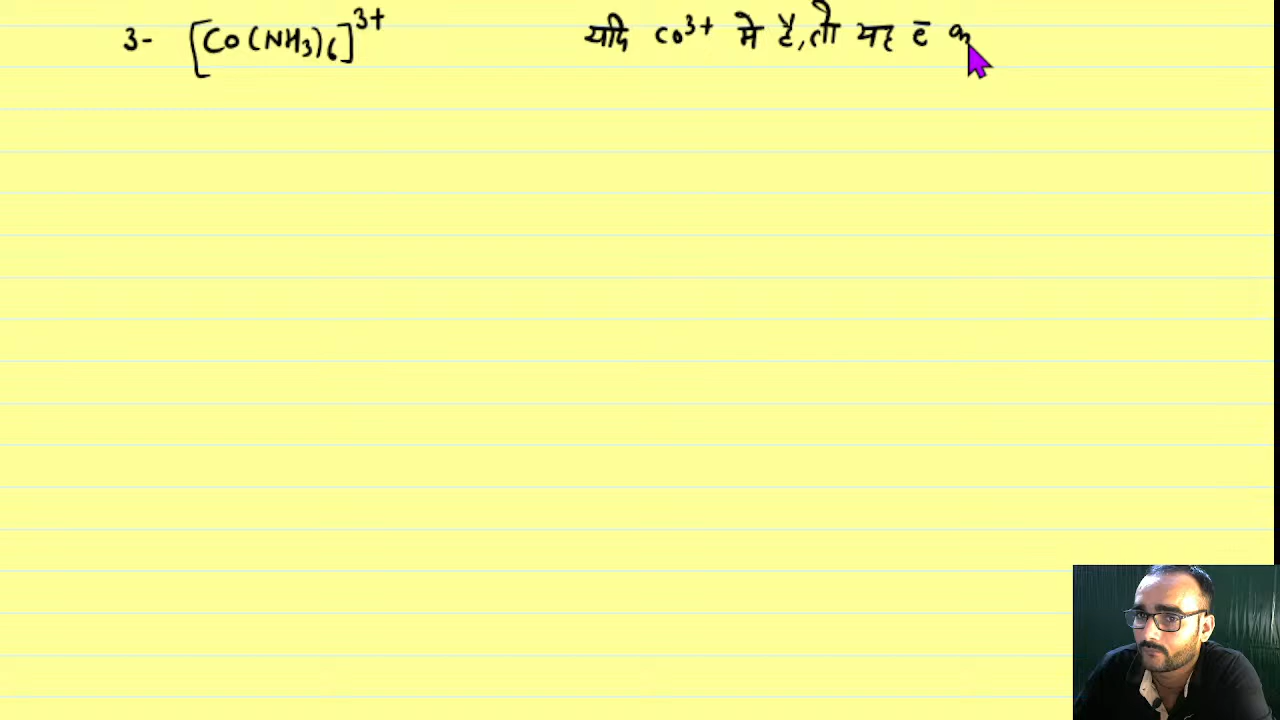 3- [Co(NH3)6]3+ यदि Co3+ मे है, तो यह e̅